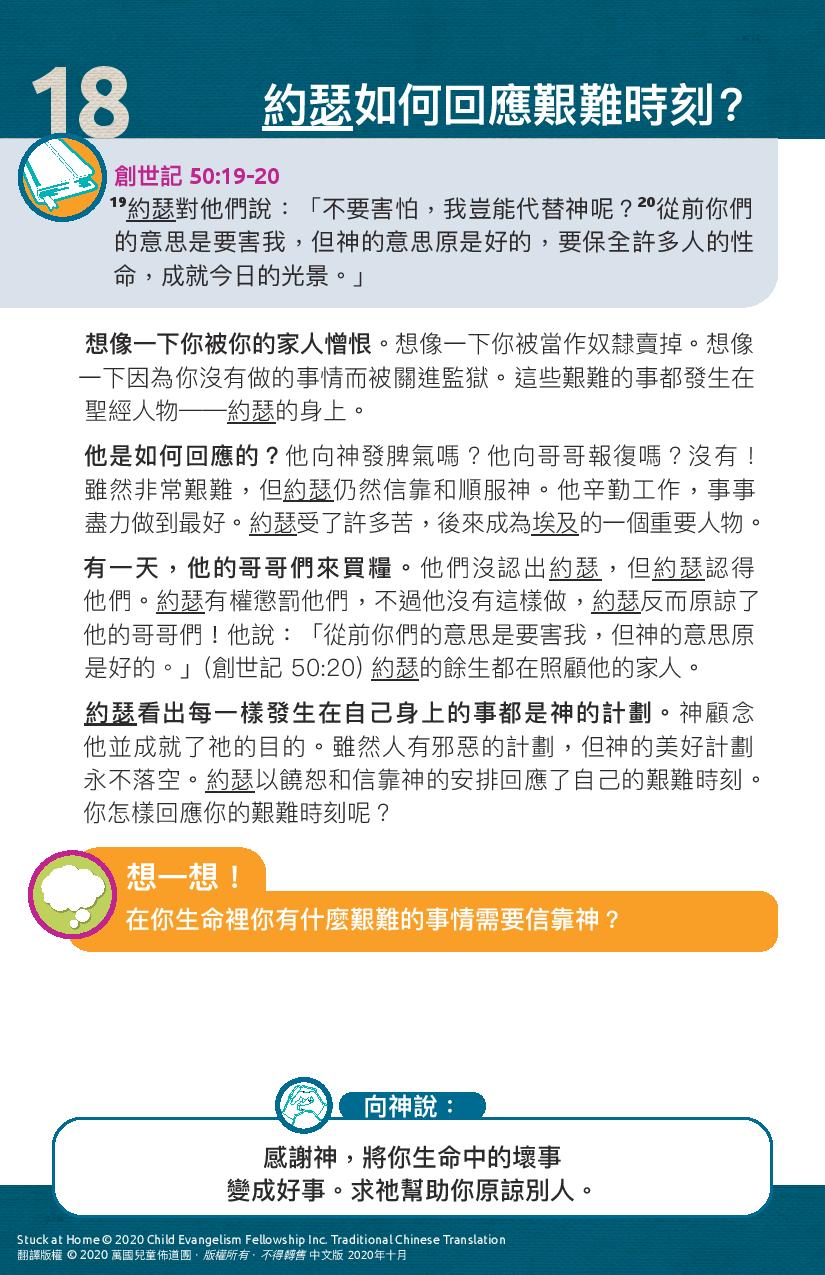 18
約瑟如何回應艱難時刻？
創世記 50:19-20
19約瑟對他們說：「不要害怕，我豈能代替神呢？20從前你們
的意思是要害我，但神的意思原是好的，要保全許多人的性
命，成就今日的光景。」
想像一下你被你的家人憎恨。想像一下你被當作奴隸賣掉。想像
一下因為你沒有做的事情而被關進監獄。這些艱難的事都發生在
聖經人物——約瑟的身上。
他是如何回應的？他向神發脾氣嗎？他向哥哥報復嗎？沒有！
雖然非常艱難，但約瑟仍然信靠和順服神。他辛勤工作，事事
盡力做到最好。約瑟受了許多苦，後來成為埃及的一個重要人物。
有一天，他的哥哥們來買糧。他們沒認出約瑟，但約瑟認得
他們。約瑟有權懲罰他們，不過他沒有這樣做，約瑟反而原諒了
他的哥哥們！他說：「從前你們的意思是要害我，但神的意思原
是好的。」(創世記 50:20) 約瑟的餘生都在照顧他的家人。
約瑟看出每一樣發生在自己身上的事都是神的計劃。神顧念
他並成就了祂的目的。雖然人有邪惡的計劃，但神的美好計劃
永不落空。約瑟以饒恕和信靠神的安排回應了自己的艱難時刻。
你怎樣回應你的艱難時刻呢？
想一想！
在你生命裡你有什麼艱難的事情需要信靠神？
向神說：
感謝神，將你生命中的壞事
變成好事。求祂幫助你原諒別人。
Stuck at Home © 2020 Child Evangelism Fellowship Inc. Traditional Chinese Translation
翻譯版權 © 2020 萬國兒童佈道團．版權所有．不得轉售 中文版 2020年十月